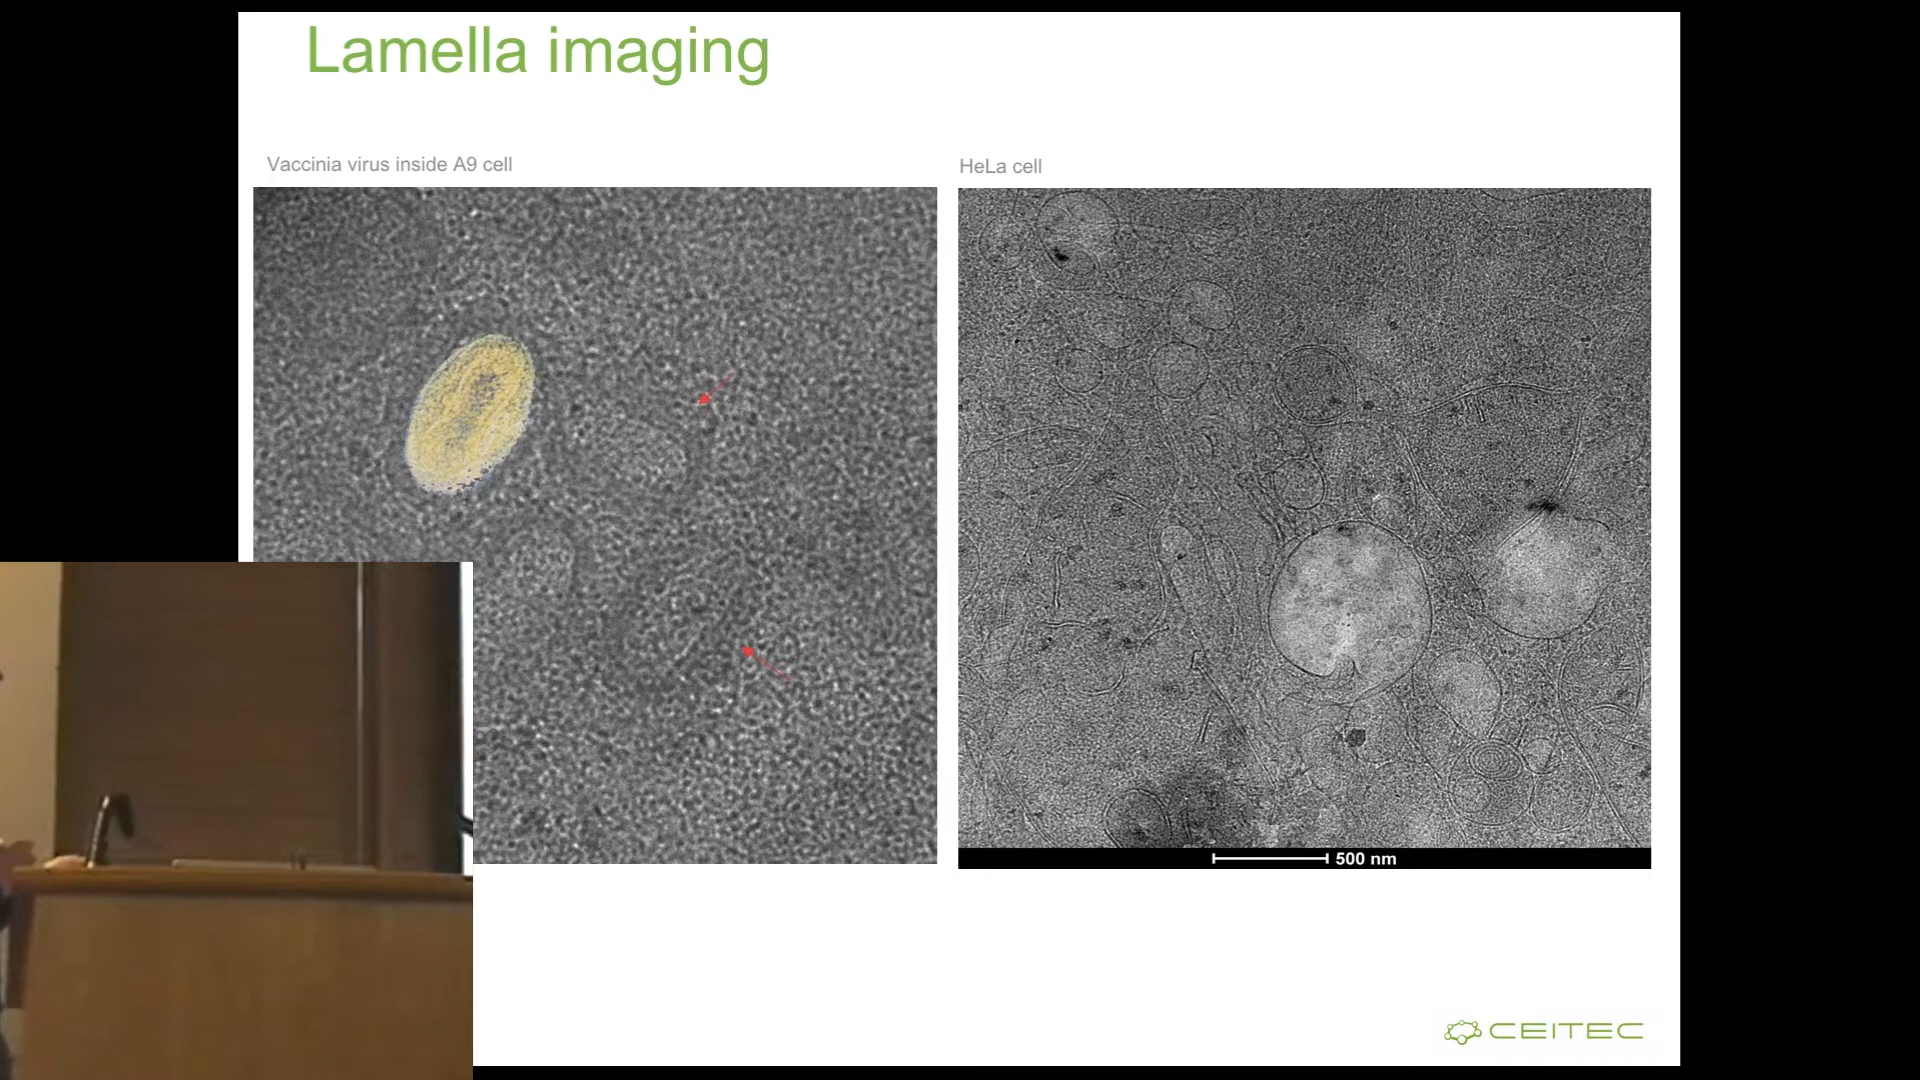 Lamella imaging
Vaccinia virus inside A9 cell
HeLa cell
500 nm
CEITEC